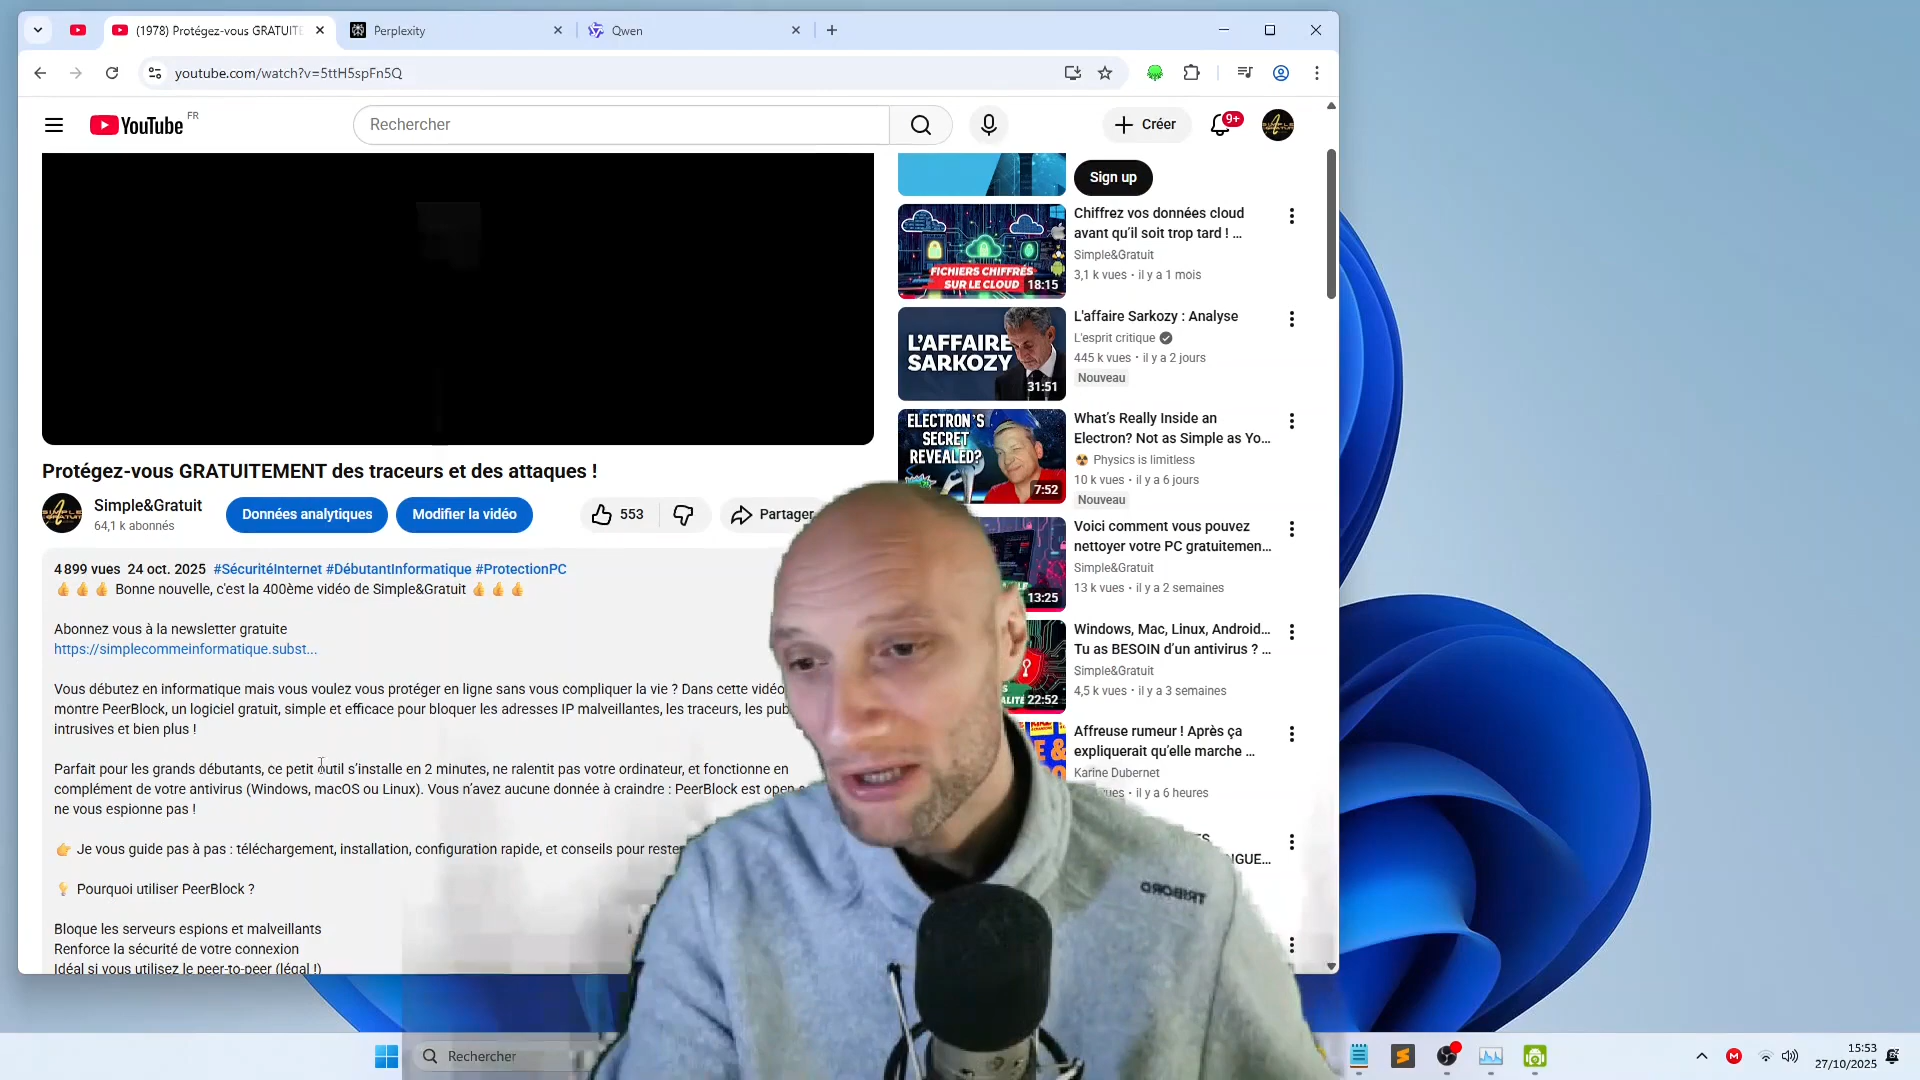 (1978) Protégez-vous GRATUITE
Perplexity
Qwen
youtube.com/watch?v=5ttH5spFn5Q
YouTube FR
Rechercher
Créer
9+
Protégez-vous GRATUITEMENT des traceurs et des attaques !
Simple&Gratuit
64,1 k abonnés
Données analytiques
Modifier la vidéo
553
Partager
4 899 vues 24 oct. 2025 #SécuritéInternet #DébutantInformatique #ProtectionPC
Bonne nouvelle, c'est la 400ème vidéo de Simple&Gratuit
Abonnez vous à la newsletter gratuite
https://simplecommeinformatique.subst...
Vous débutez en informatique mais vous voulez vous protéger en ligne sans vous compliquer la vie ? Dans cette vidéo
montre PeerBlock, un logiciel gratuit, simple et efficace pour bloquer les adresses IP malveillantes, les traceurs, les pub
intrusives et bien plus !
Parfait pour les grands débutants, ce petit outil s'installe en 2 minutes, ne ralentit pas votre ordinateur, et fonctionne en
complément de votre antivirus (Windows, macOS ou Linux). Vous n'avez aucune donnée à craindre : PeerBlock est open
ne vous espionne pas !
Je vous guide pas à pas : téléchargement, installation, configuration rapide, et conseils pour reste
Pourquoi utiliser PeerBlock ?
Bloque les serveurs espions et malveillants
Renforce la sécurité de votre connexion
Idéal si vous utilisez le peer-to-peer (légal !)
Sign up
FICHIERS CHIFFRÉS
SUR LE CLOUD
18:15
Chiffrez vos données cloud
avant qu'il soit trop tard ! ...
Simple&Gratuit
3,1 k vues • il y a 1 mois
L'AFFAIRE
SARKOZY
31:51
L'affaire Sarkozy : Analyse
L'esprit critique
445 k vues • il y a 2 jours
Nouveau
ELECTRON'S
SECRET
REVEALED?
7:52
What's Really Inside an
Electron? Not as Simple as Yo...
Physics is limitless
10 k vues • il y a 6 jours
Nouveau
13:25
Voici comment vous pouvez
nettoyer votre PC gratuitemen...
Simple&Gratuit
13 k vues • il y a 2 semaines
22:52
Windows, Mac, Linux, Android...
Tu as BESOIN d'un antivirus ? ...
Simple&Gratuit
4,5 k vues • il y a 3 semaines
Affreuse rumeur ! Après ça
expliquerait qu'elle marche ...
Karine Dubernet
vues • il y a 6 heures
TRIBORD
Rechercher
15:53
27/10/2025